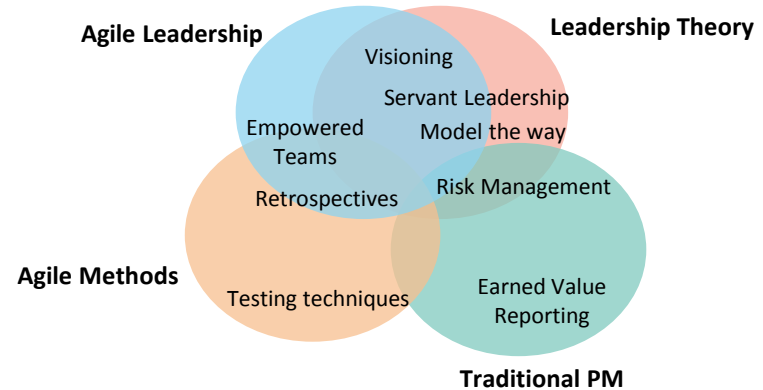 Agile Leadership
Leadership Theory
Visioning
Servant Leadership
Model the way
Empowered
Teams
Risk Management
Retrospectives
Agile Methods
Testing techniques
Earned Value
Reporting
Traditional PM